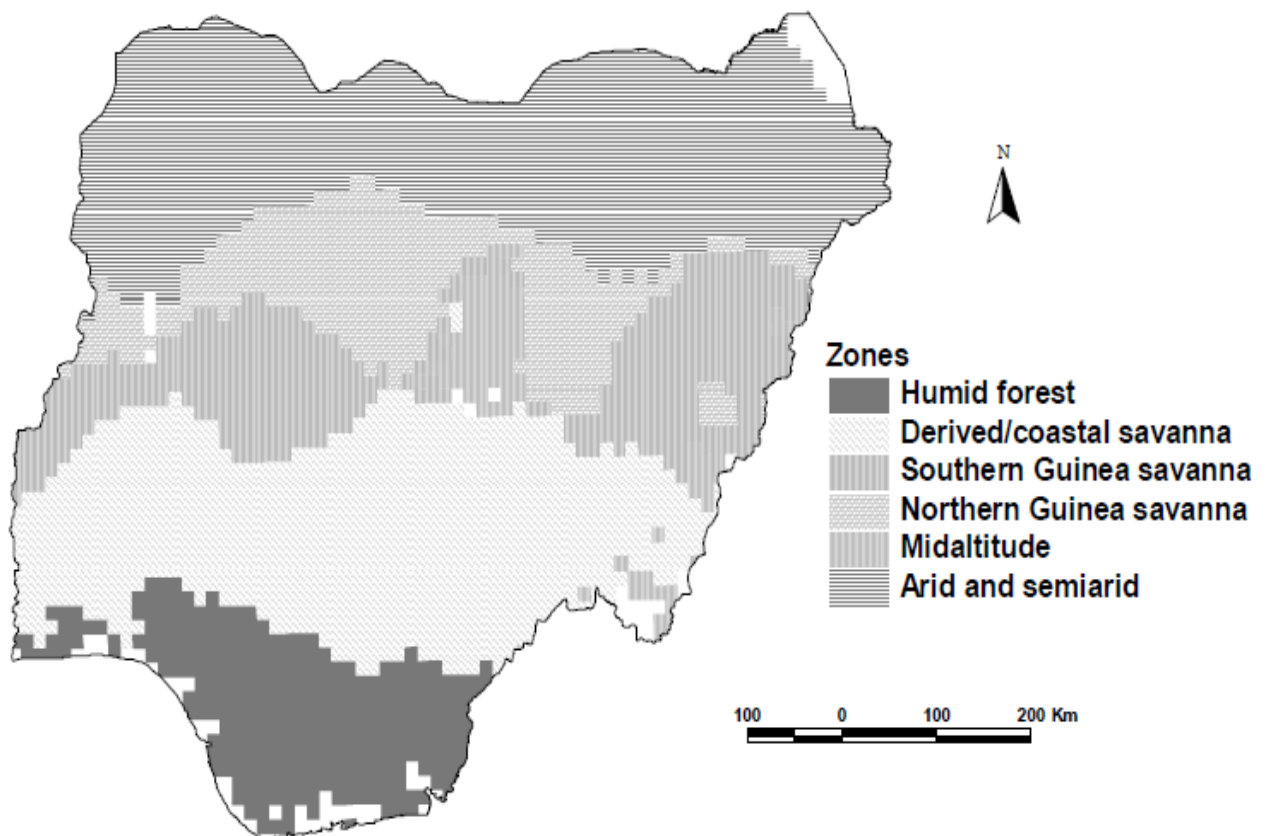 N
Zones
Humid forest
Derived/coastal savanna
Southern Guinea savanna
Northern Guinea savanna
Midaltitude
Arid and semiarid
100 0 100 200 Km